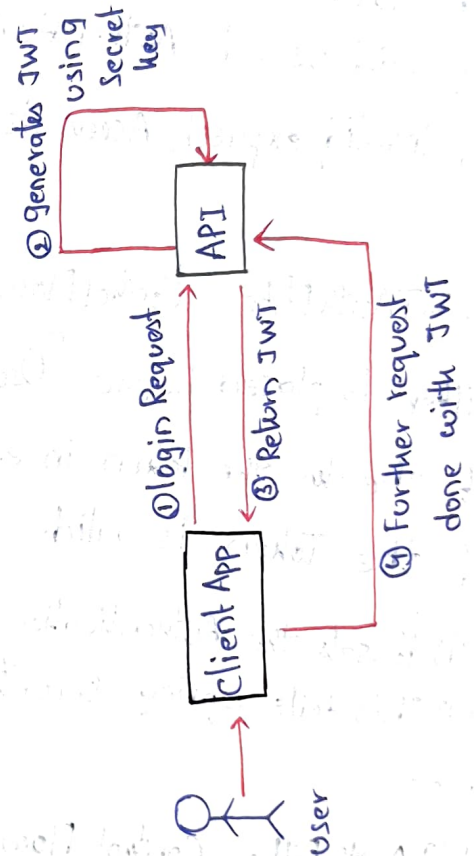 ② generates JWT
using
Secret
key
API
① login Request
③ Return JWT
④ Further request
done with JWT
Client App
User